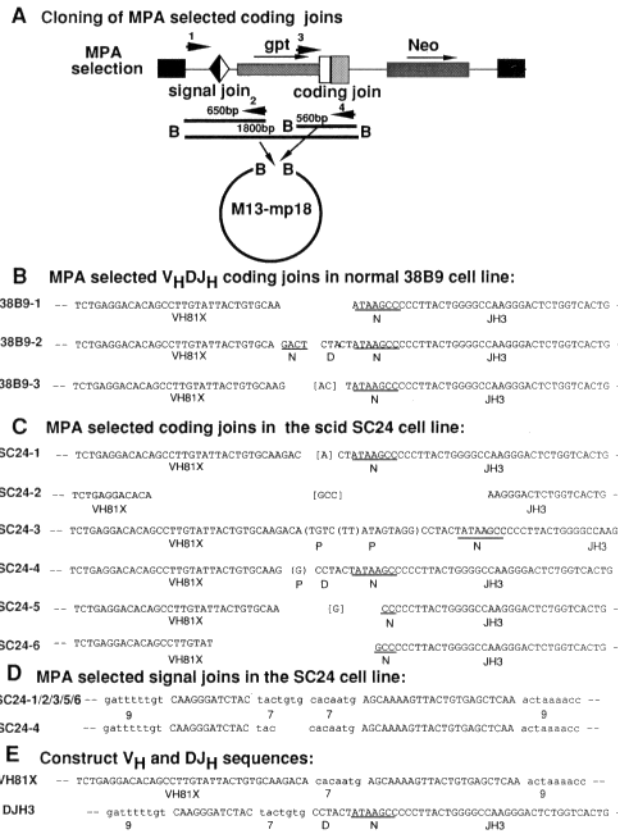 A Cloning of MPA selected coding joins
1 3
gpt Neo
MPA selection
signal join coding join
2 4
650bp 560bp
B 1800bp B B
B B
M13-mp18
B MPA selected VHDJH coding joins in normal 38B9 cell line:
38B9-1 -- TCTGAGGACACAGCCTTGTATTACTGTGCAA ATAAGCCCCCTTACTGGGGCCAAGGGACTCTGGTCACTG -
VH81X N JH3
38B9-2 -- TCTGAGGACACAGCCTTGTATTACTGTGCA GACT CTACTATAAGCCCCCTTACTGGGGCCAAGGGACTCTGGTCACTG -
VH81X N D N JH3
38B9-3 -- TCTGAGGACACAGCCTTGTATTACTGTGCAAG [AC] TATAAGCCCCCTTACTGGGGCCAAGGGACTCTGGTCACTG -
VH81X N JH3
C MPA selected coding joins in the scid SC24 cell line:
SC24-1 -- TCTGAGGACACAGCCTTGTATTACTGTGCAAGAC [A] CTATAAGCCCCCTTACTGGGGCCAAGGGACTCTGGTCACTG -
VH81X N JH3
SC24-2 -- TCTGAGGACACA [GCC] AAGGGACTCTGGTCACTG -
VH81X JH3
SC24-3 -- TCTGAGGACACAGCCTTGTATTACTGTGCAAGACA(TGTC(TT)ATAGTAGG)CCTACTATAAGCCCCCTTACTGGGGCCAAG
VH81X P P N JH3
SC24-4 -- TCTGAGGACACAGCCTTGTATTACTGTGCAAG (G) CCTACTATAAGCCCCCTTACTGGGGCCAAGGGACTCTGGTCACTG
VH81X P D N JH3
SC24-5 -- TCTGAGGACACAGCCTTGTATTACTGTGCAA [G] CCCCCTTACTGGGGCCAAGGGACTCTGGTCACTG -
VH81X N JH3
SC24-6 -- TCTGAGGACACAGCCTTGTAT GCCCCCTTACTGGGGCCAAGGGACTCTGGTCACTG -
VH81X N JH3
D MPA selected signal joins in the SC24 cell line:
SC24-1/2/3/5/6 -- gatttttgt CAAGGGATCTAC tactgtg cacaatg AGCAAAAGTTACTGTGAGCTCAA actaaaacc --
9 7 7 9
SC24-4 -- gatttttgt CAAGGGATCTAC tac cacaatg AGCAAAAGTTACTGTGAGCTCAA actaaaacc --
E Construct VH and DJH sequences:
VH81X -- TCTGAGGACACAGCCTTGTATTACTGTGCAAGACA cacaatg AGCAAAAGTTACTGTGAGCTCAA actaaaacc --
VH81X 7 9
DJH3 -- gatttttgt CAAGGGATCTAC tactgtg CCTACTATAAGCCCCCTTACTGGGGCCAAGGGACTCTGGTCACTG -
9 7 D N JH3